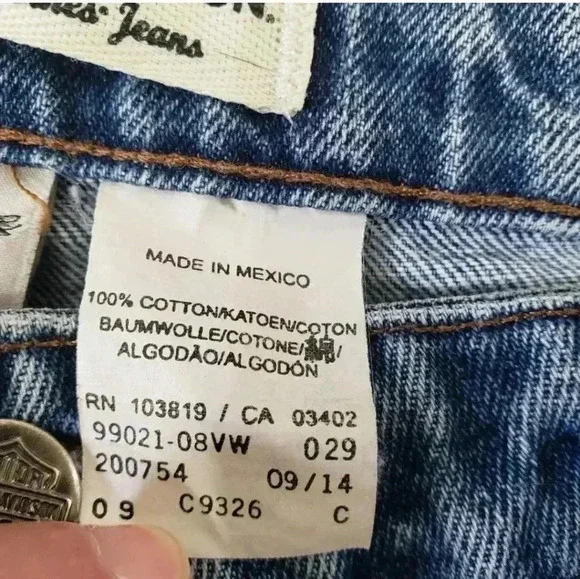 ON.
Jeans
MADE IN MEXICO
100% COTTON/KATOEN/COTON
BAUMWOLLE/COTONE/
ALGODÃO/ALGODÓN
RN 103819 / CA 03402
99021-08VW 029
200754 09/14
09 C9326 C